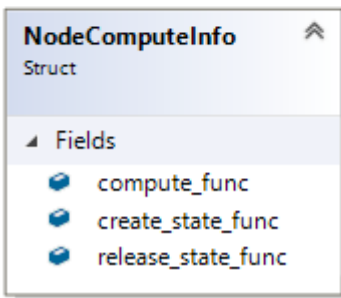 NodeComputeInfo
Struct
Fields
compute_func
create_state_func
release_state_func